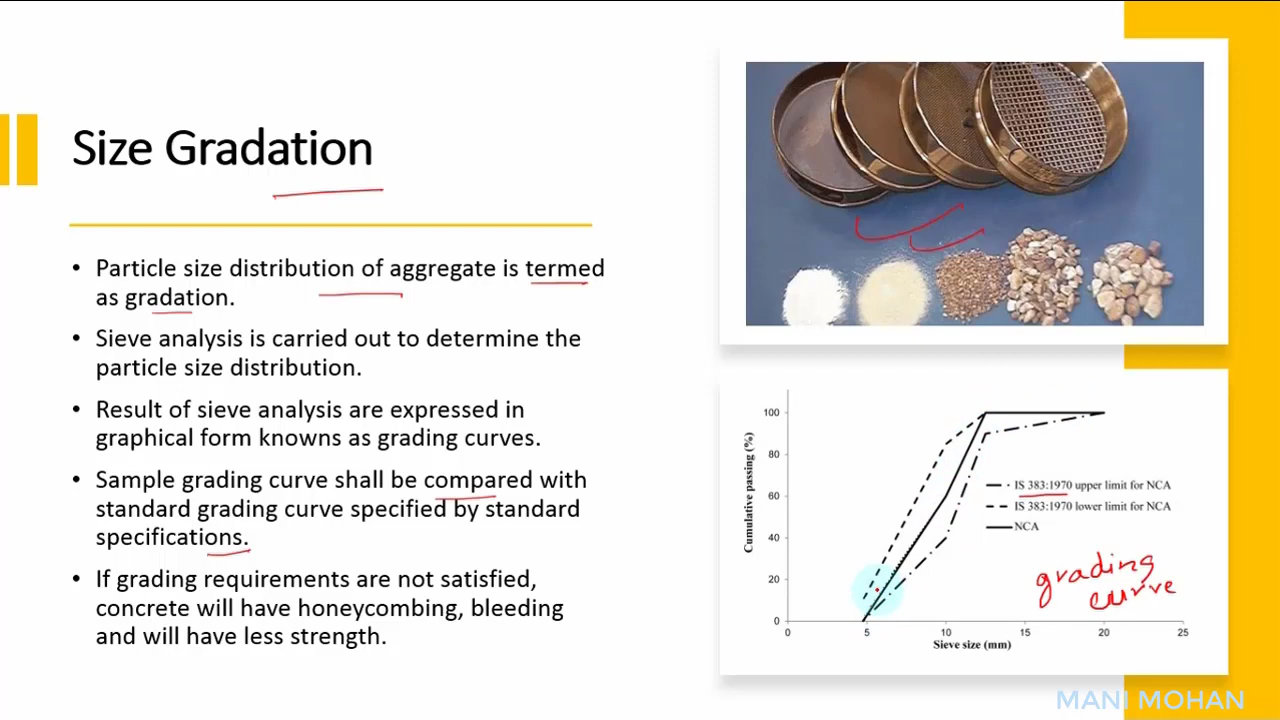 Size Gradation
• Particle size distribution of aggregate is termed
as gradation.
• Sieve analysis is carried out to determine the
particle size distribution.
• Result of sieve analysis are expressed in
graphical form knowns as grading curves.
• Sample grading curve shall be compared with
standard grading curve specified by standard
specifications.
• If grading requirements are not satisfied,
concrete will have honeycombing, bleeding
and will have less strength.
Cumulative passing (%)
100
80
60
40
20
0
0 5 10 15 20 25
Sieve size (mm)
IS 383:1970 upper limit for NCA
IS 383:1970 lower limit for NCA
NCA
grading
curve
MANI MOHAN